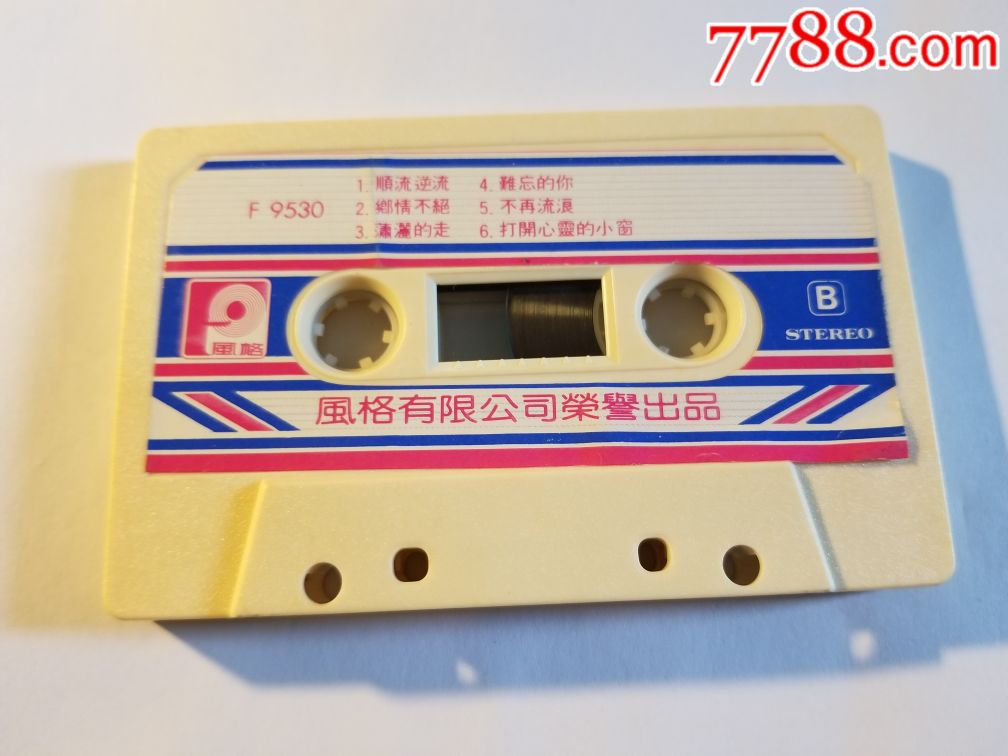 7788.com
F 9530
1. 順流逆流
2. 鄉情不絕
3. 瀟灑的走
4. 難忘的你
5. 不再流浪
6. 打開心靈的小窗
風格
B
STEREO
風格有限公司榮譽出品